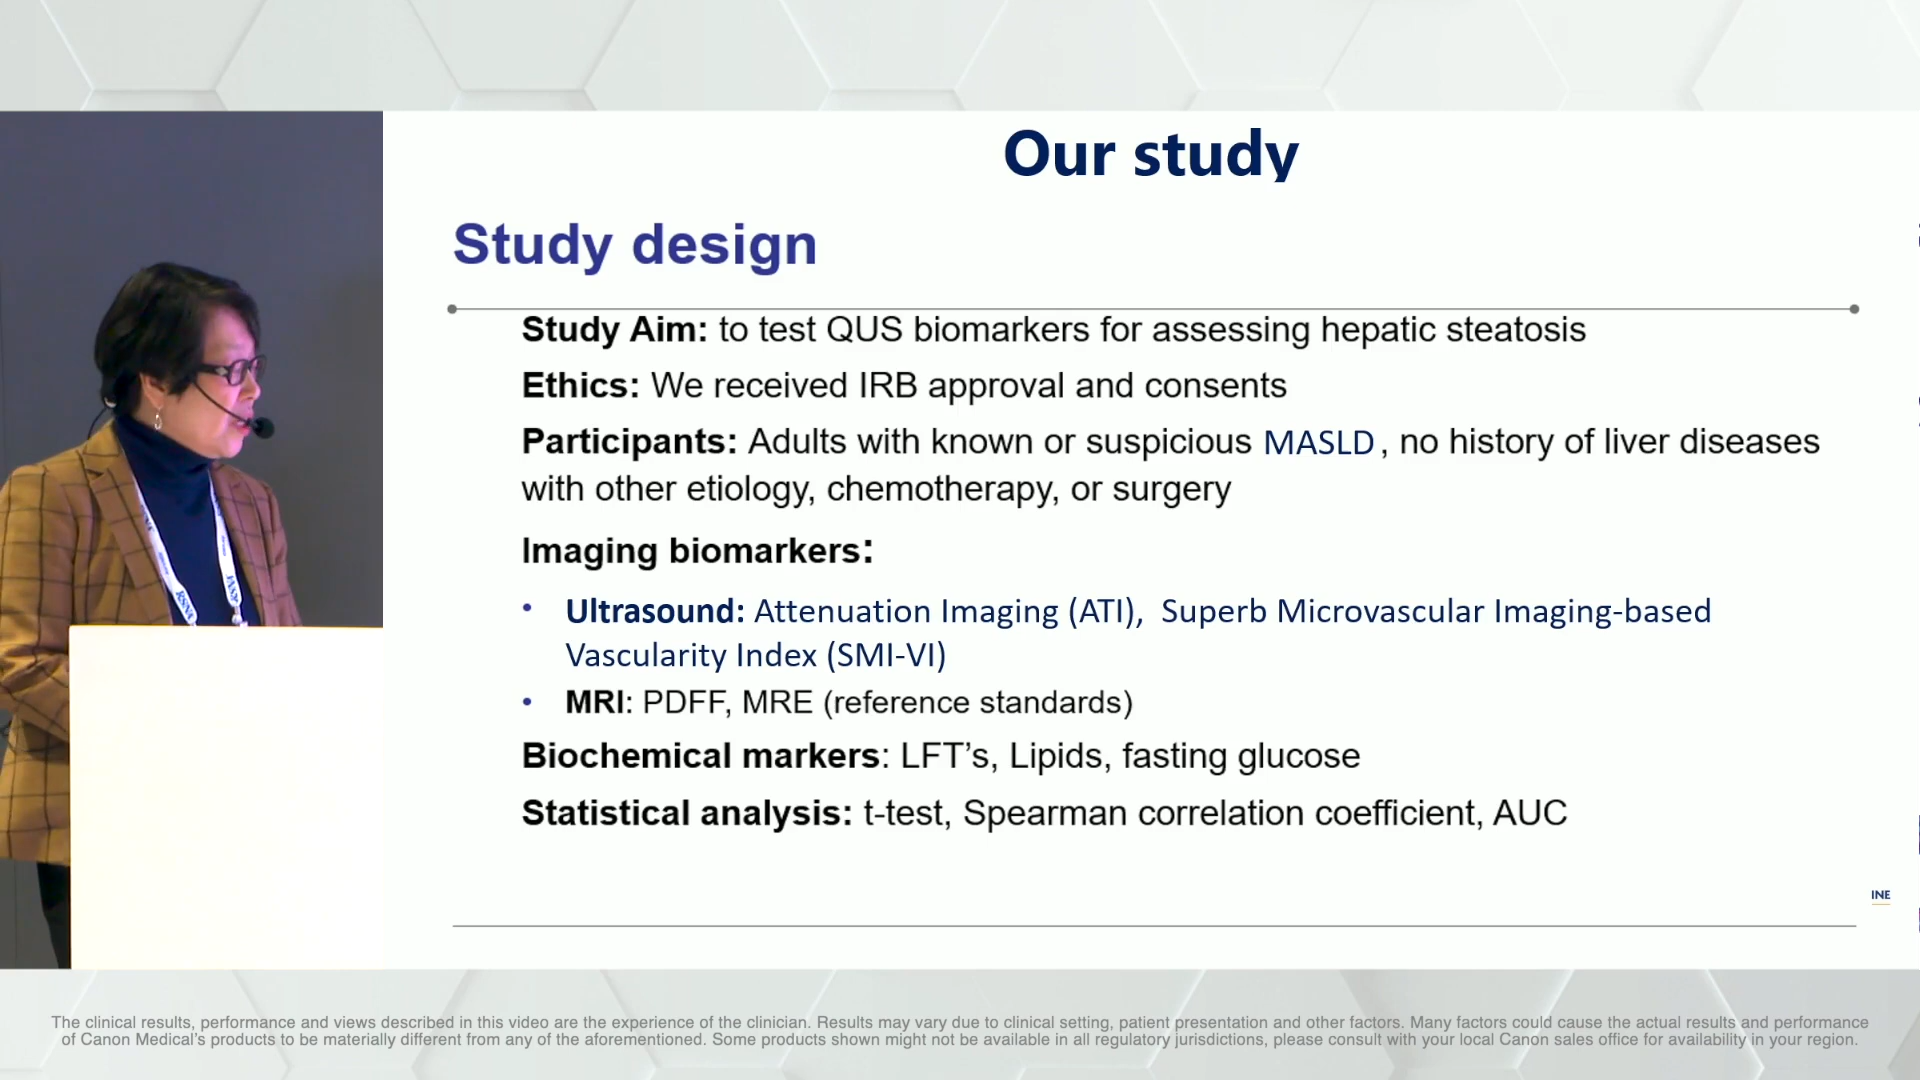 Our study
Study design
Study Aim: to test QUS biomarkers for assessing hepatic steatosis
Ethics: We received IRB approval and consents
Participants: Adults with known or suspicious MASLD, no history of liver diseases
with other etiology, chemotherapy, or surgery
Imaging biomarkers:
• Ultrasound: Attenuation Imaging (ATI), Superb Microvascular Imaging-based
Vascularity Index (SMI-VI)
• MRI: PDFF, MRE (reference standards)
Biochemical markers: LFT’s, Lipids, fasting glucose
Statistical analysis: t-test, Spearman correlation coefficient, AUC
INE
RSNA
The clinical results, performance and views described in this video are the experience of the clinician. Results may vary due to clinical setting, patient presentation and other factors. Many factors could cause the actual results and performance
of Canon Medical’s products to be materially different from any of the aforementioned. Some products shown might not be available in all regulatory jurisdictions, please consult with your local Canon sales office for availability in your region.